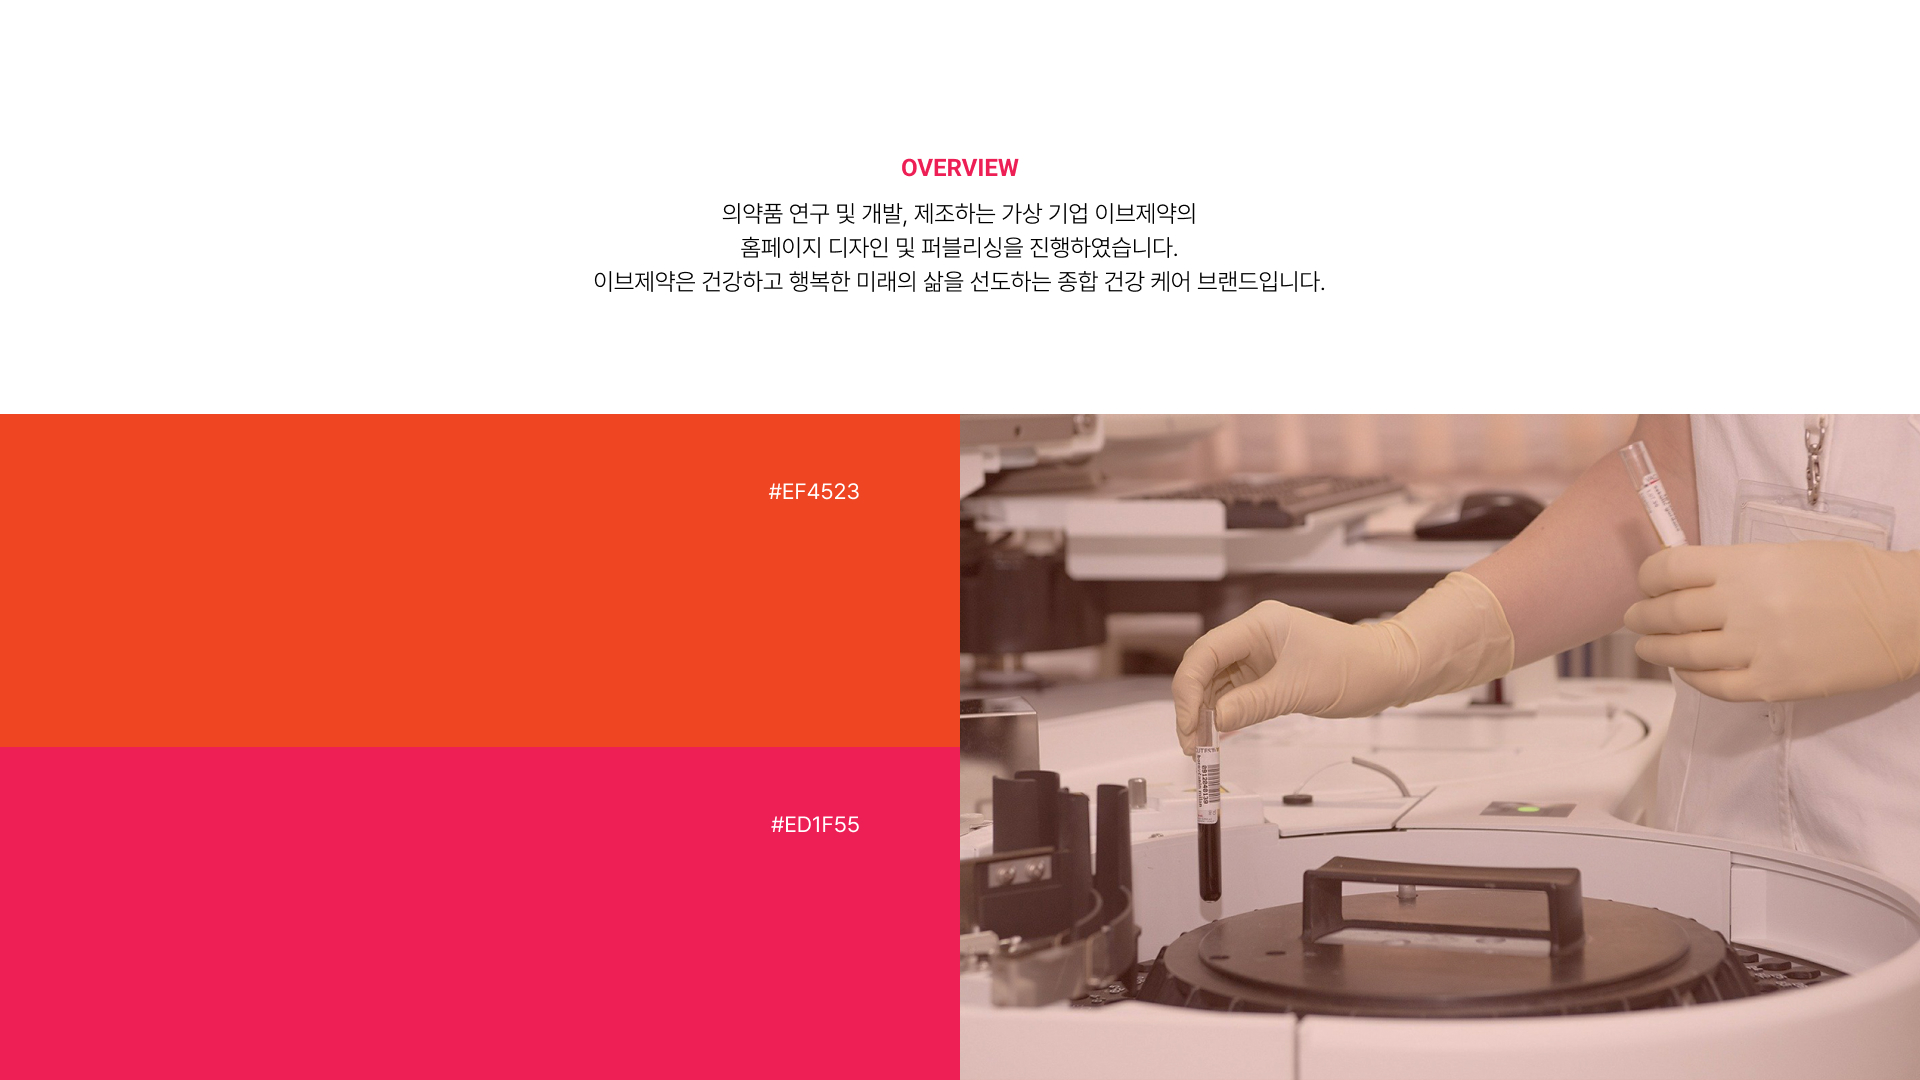 OVERVIEW
의약품 연구 및 개발, 제조하는 가상 기업 이브제약의
홈페이지 디자인 및 퍼블리싱을 진행하였습니다.
이브제약은 건강하고 행복한 미래의 삶을 선도하는 종합 건강 케어 브랜드입니다.
#EF4523
#ED1F55